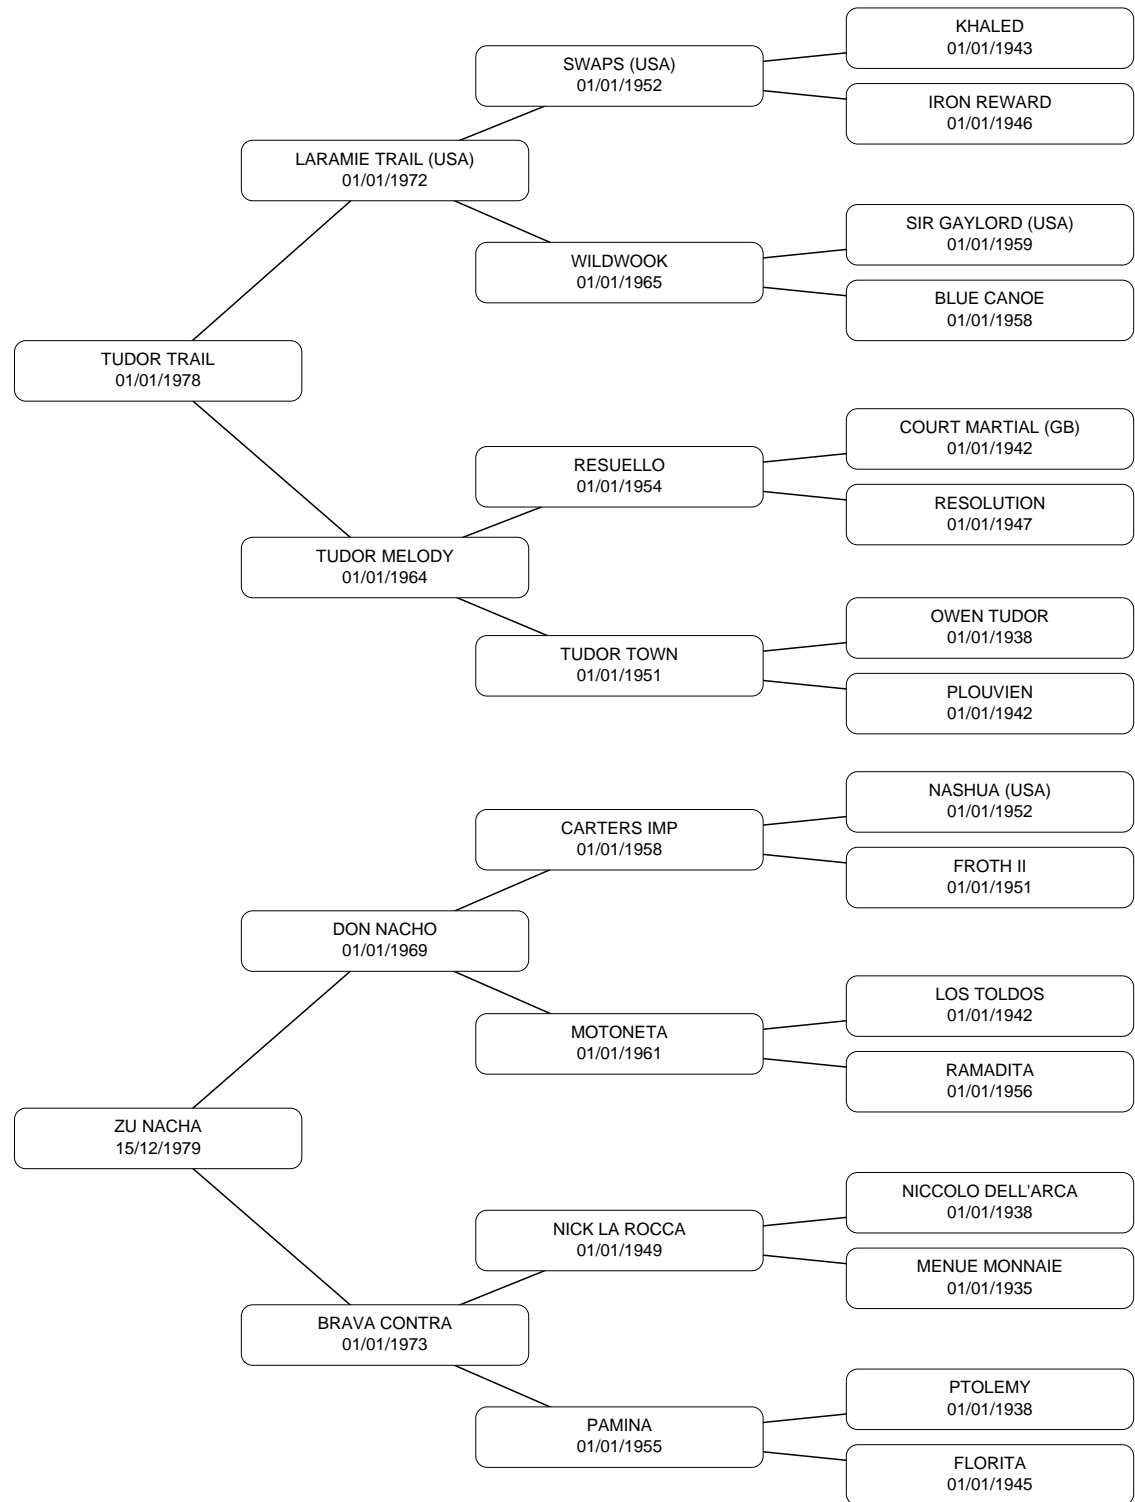 KHALED
01/01/1943
SWAPS (USA)
01/01/1952
IRON REWARD
01/01/1946
LARAMIE TRAIL (USA)
01/01/1972
SIR GAYLORD (USA)
01/01/1959
WILDWOOK
01/01/1965
BLUE CANOE
01/01/1958
TUDOR TRAIL
01/01/1978
COURT MARTIAL (GB)
01/01/1942
RESUELLO
01/01/1954
RESOLUTION
01/01/1947
TUDOR MELODY
01/01/1964
OWEN TUDOR
01/01/1938
TUDOR TOWN
01/01/1951
PLOUVIEN
01/01/1942
NASHUA (USA)
01/01/1952
CARTERS IMP
01/01/1958
FROTH II
01/01/1951
DON NACHO
01/01/1969
LOS TOLDOS
01/01/1942
MOTONETA
01/01/1961
RAMADITA
01/01/1956
ZU NACHA
15/12/1979
NICCOLO DELL'ARCA
01/01/1938
NICK LA ROCCA
01/01/1949
MENUE MONNAIE
01/01/1935
BRAVA CONTRA
01/01/1973
PTOLEMY
01/01/1938
PAMINA
01/01/1955
FLORITA
01/01/1945